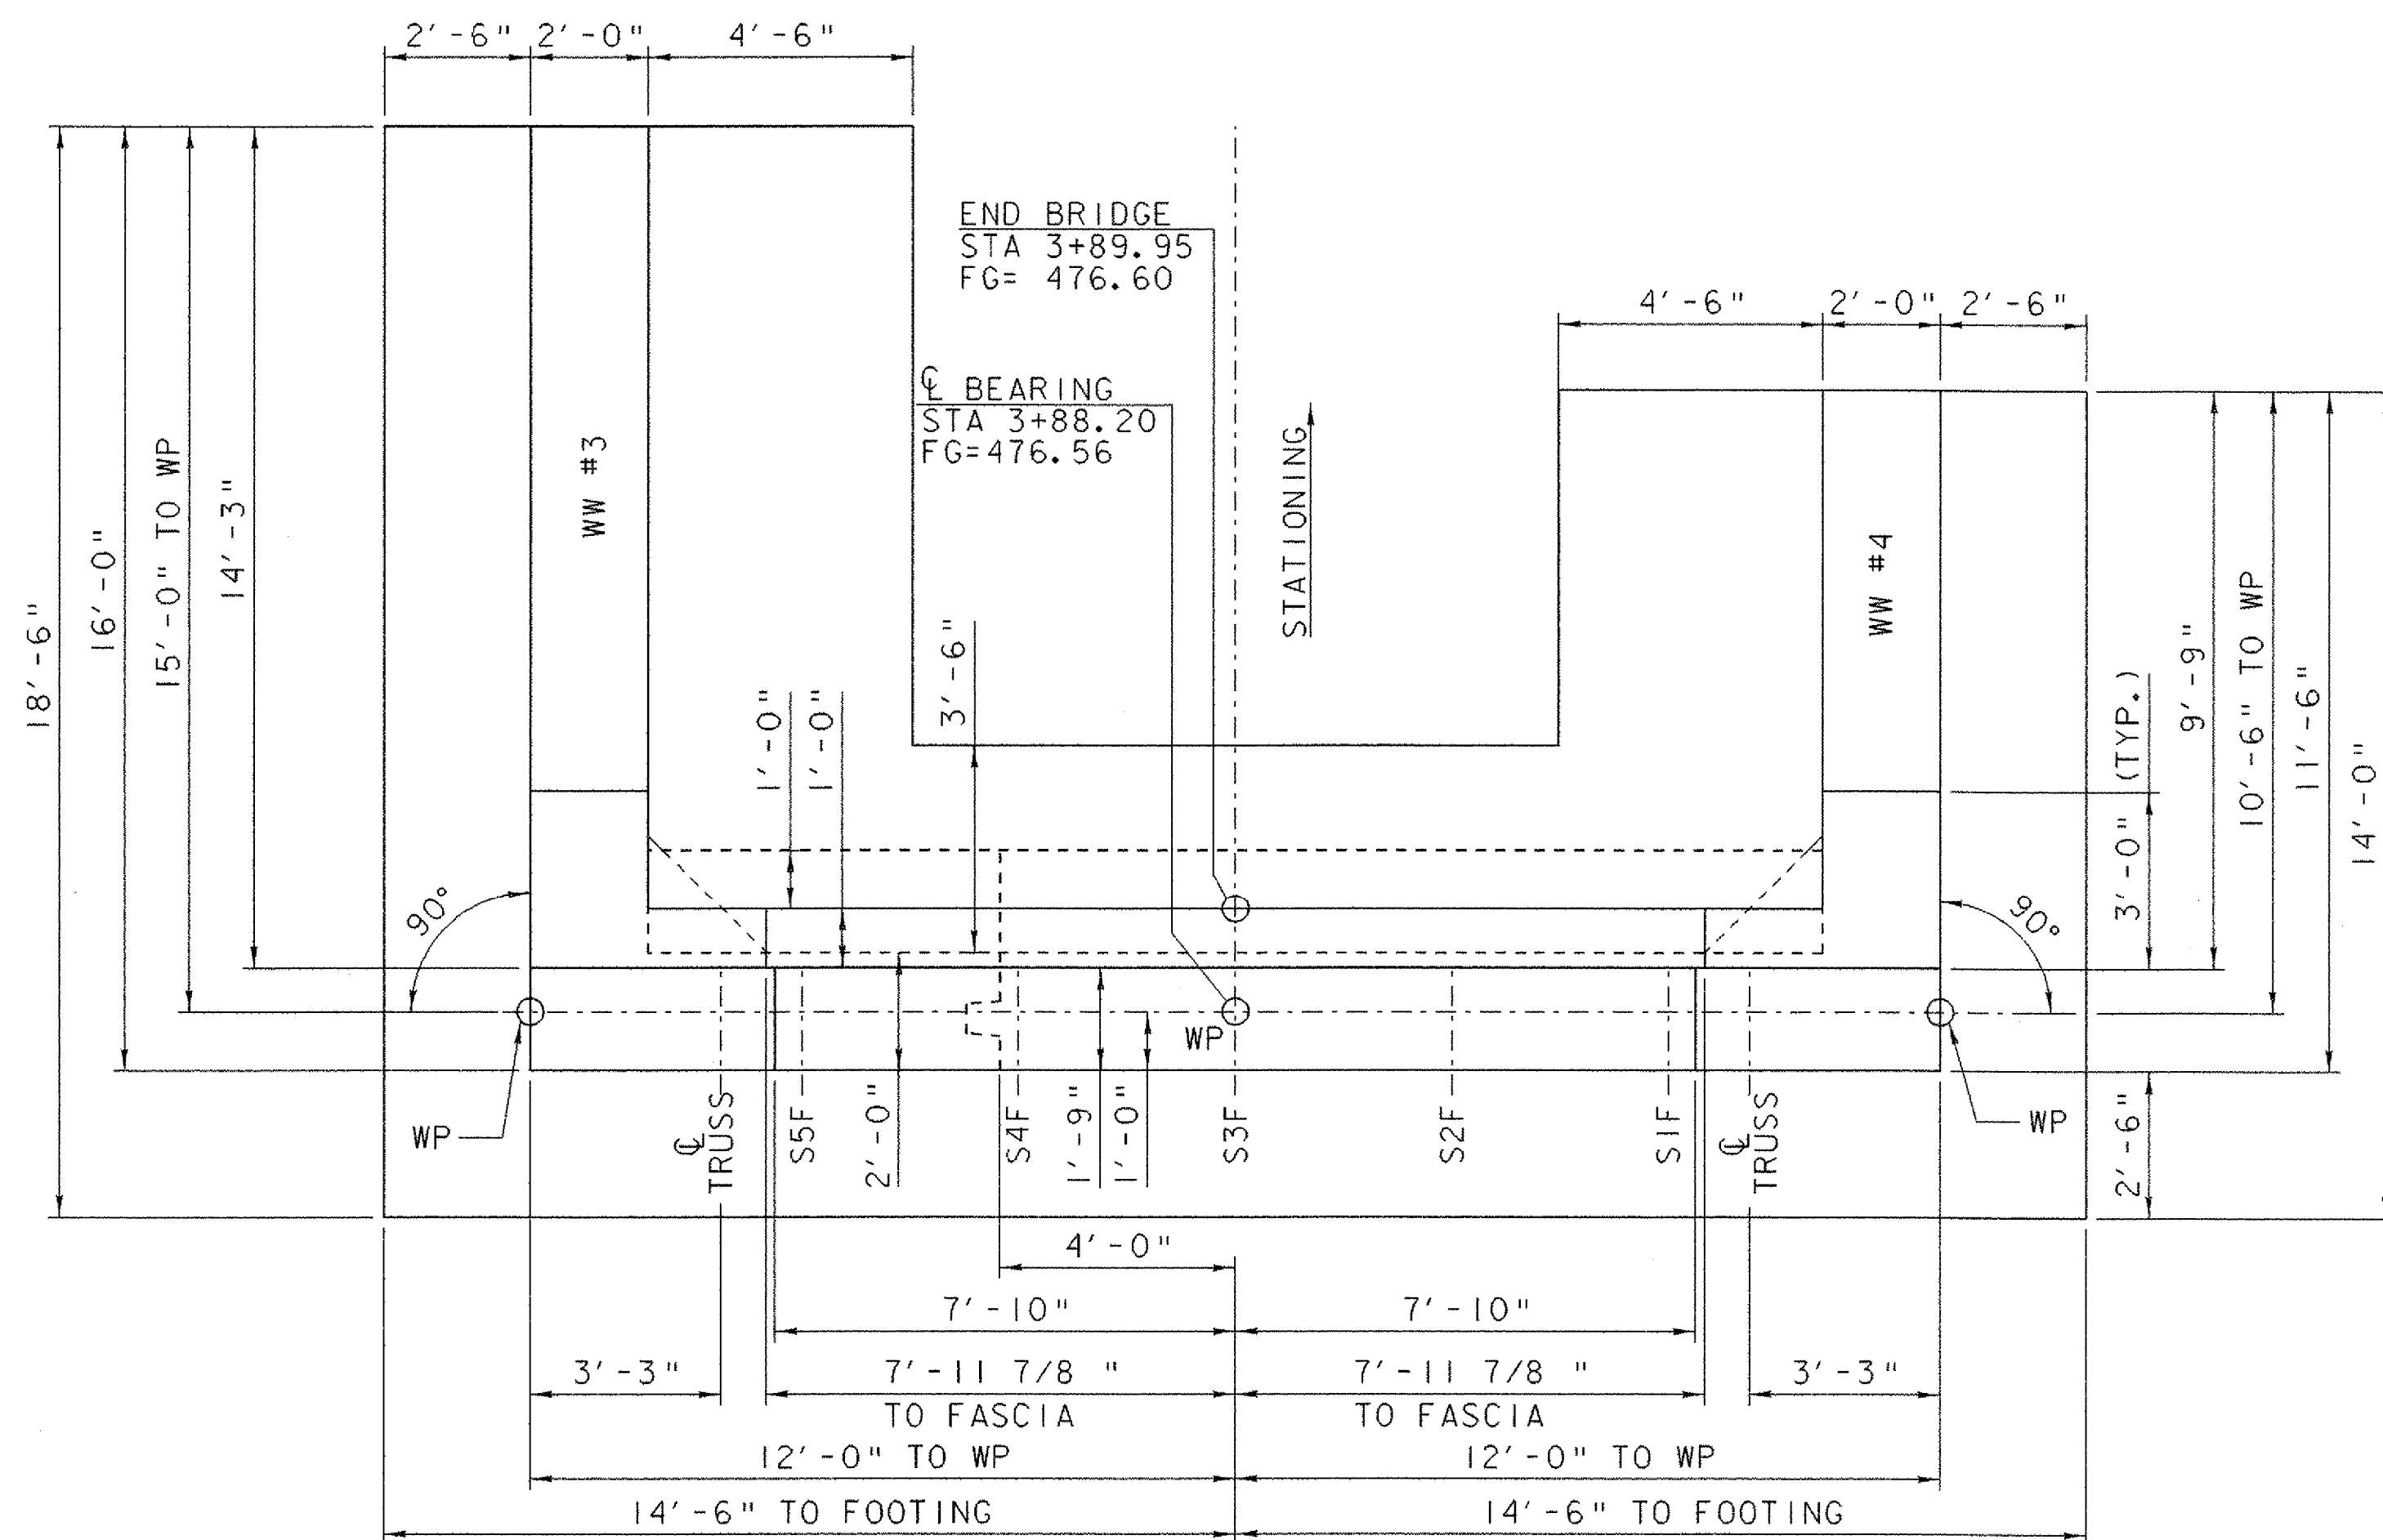 2'-6" 2'-0" 4'-6"
END BRIDGE
STA 3+89.95
FG= 476.60
4'-6" 2'-0" 2'-6"
℄ BEARING
STA 3+88.20
FG=476.56
STATIONING
WW #3
WW #4
18'-6"
16'-0"
15'-0" TO WP
14'-3"
1'-0"
1'-0"
3'-6"
3'-0" (TYP.)
9'-9"
10'-6" TO WP
11'-6"
14'-0"
90°
90°
WP
WP
WP
℄
TRUSS
S5F
2'-0"
S4F
1'-9"
1'-0"
S3F
S2F
S1F
℄
TRUSS
2'-6"
4'-0"
7'-10" 7'-10"
3'-3" 7'-11 7/8 " 7'-11 7/8 " 3'-3"
TO FASCIA TO FASCIA
12'-0" TO WP 12'-0" TO WP
14'-6" TO FOOTING 14'-6" TO FOOTING